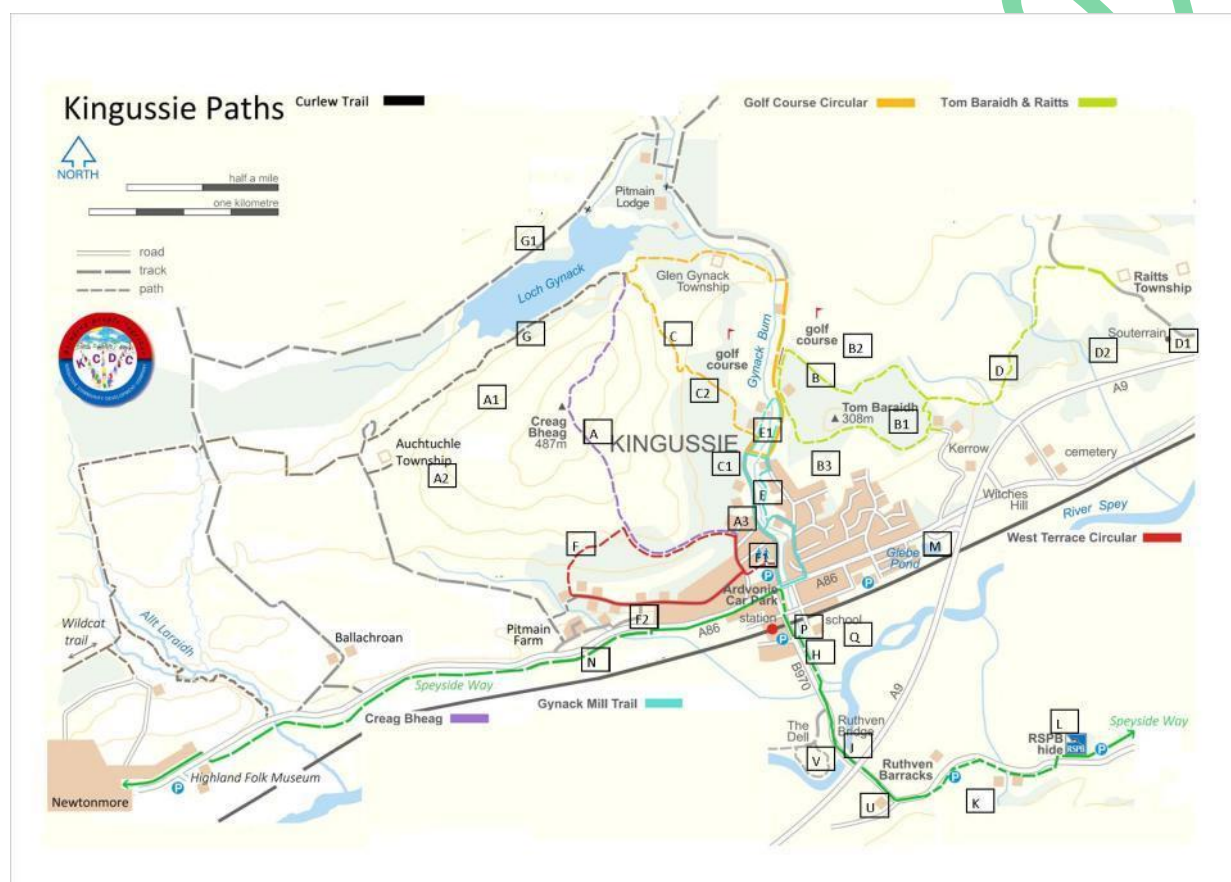 Kingussie Paths
Curlew Trail
Golf Course Circular
Tom Baraidh & Raitts
NORTH
half a mile
one kilometre
road
track
path
KCDC
Pitmain
Lodge
G1
Loch Gynack
Glen Gynack
Township
Raitts
Township
G
C
golf
course
Gynack Burn
golf
course
B2
Souterrain
D1
D2
B
D
A9
A1
C2
Creag
Bheag
487m
A
KINGUSSIE
E1
Tom Baraidh
308m
B1
Auchtuchle
Township
A2
C1
B3
Kerrow
cemetery
E
Witches
Hill
River Spey
A3
West Terrace Circular
F
F1
Glebe
Pond
M
P
A86
P
Ardvonie
Car Park
Allt Laraidh
Wildcat
trail
Ballachroan
Pitmain
Farm
F2
A86
station
P
school
Q
P
H
N
Speyside Way
B970
A9
Creag Bheag
Gynack Mill Trail
The
Dell
Ruthven
Bridge
J
V
L
Speyside Way
RSPB
hide
RSPB
P
Ruthven
Barracks
P
K
U
Highland Folk Museum
P
Newtonmore